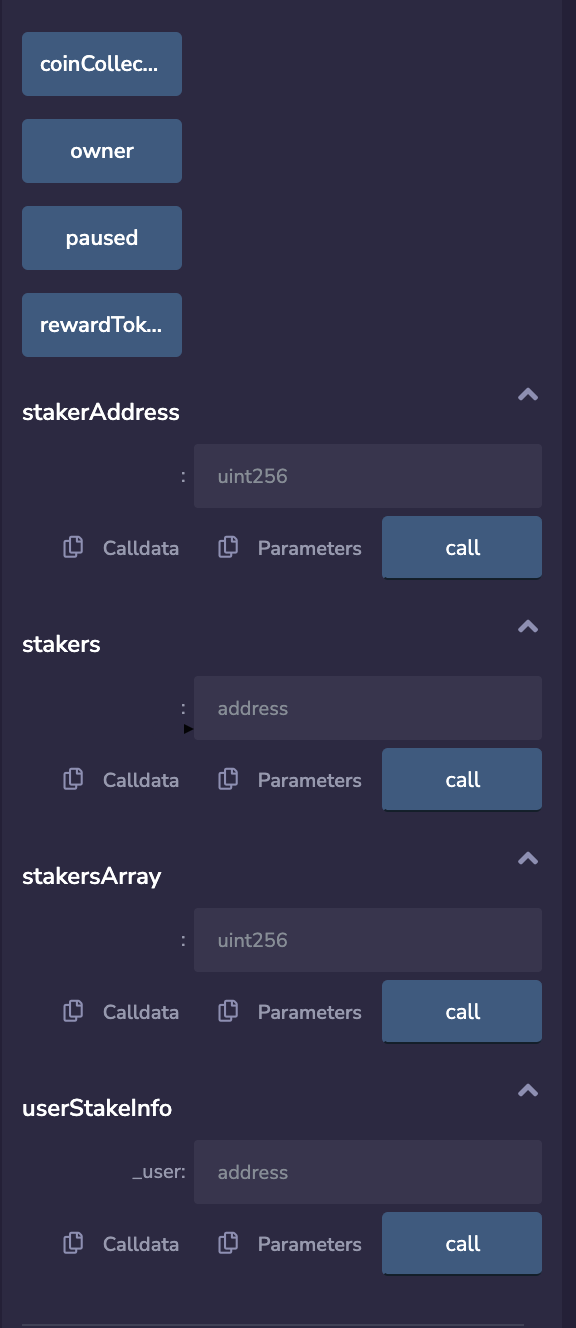 coinCollec...
owner
paused
rewardTok...
stakerAddress
: uint256
Calldata Parameters call
stakers
: address
Calldata Parameters call
stakersArray
: uint256
Calldata Parameters call
userStakeInfo
_user: address
Calldata Parameters call